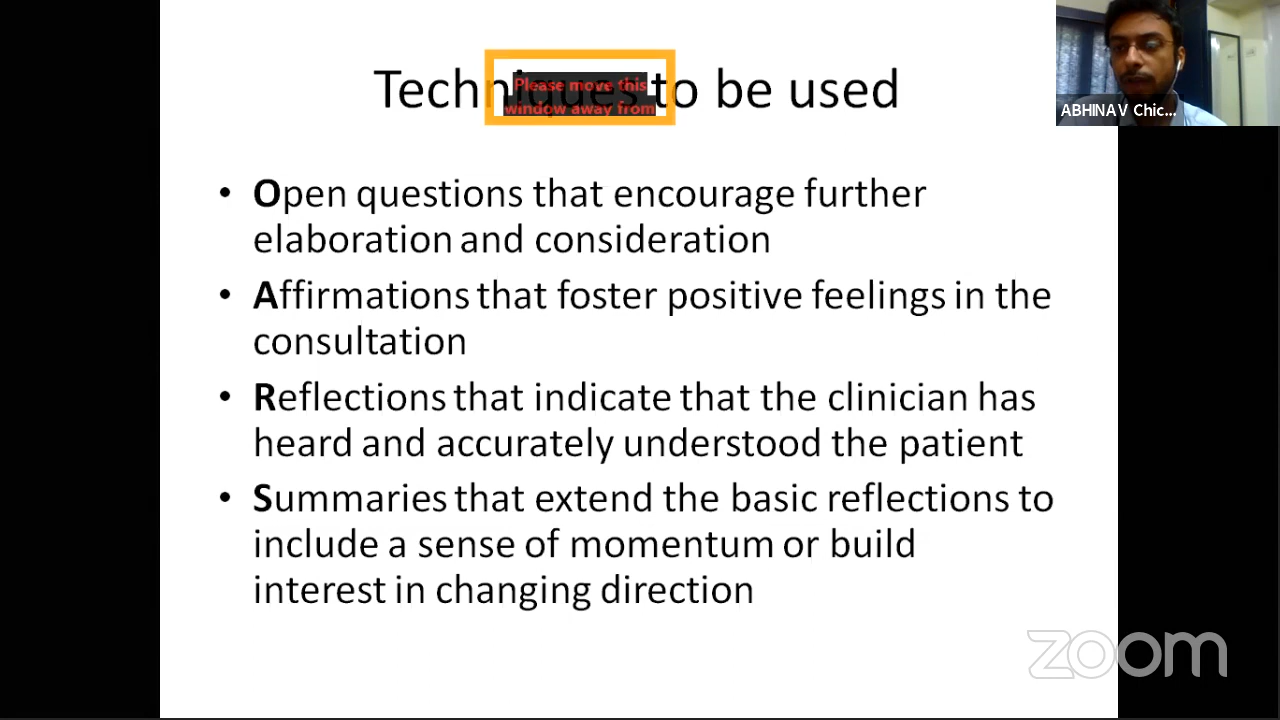 Techniques to be used
Please move this
window away from
ABHINAV Chic...
• Open questions that encourage further
elaboration and consideration
• Affirmations that foster positive feelings in the
consultation
• Reflections that indicate that the clinician has
heard and accurately understood the patient
• Summaries that extend the basic reflections to
include a sense of momentum or build
interest in changing direction
zoom